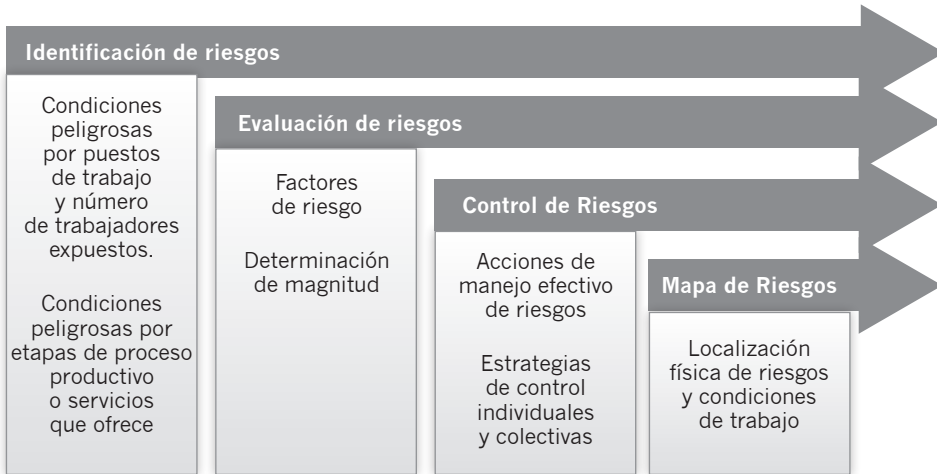 Identificación de riesgos
Condiciones
peligrosas
por puestos
de trabajo
y número
de trabajadores
expuestos.
Condiciones
peligrosas por
etapas de proceso
productivo
o servicios
que ofrece
Evaluación de riesgos
Factores
de riesgo
Determinación
de magnitud
Control de Riesgos
Acciones de
manejo efectivo
de riesgos
Estrategias
de control
individuales
y colectivas
Mapa de Riesgos
Localización
física de riesgos
y condiciones
de trabajo